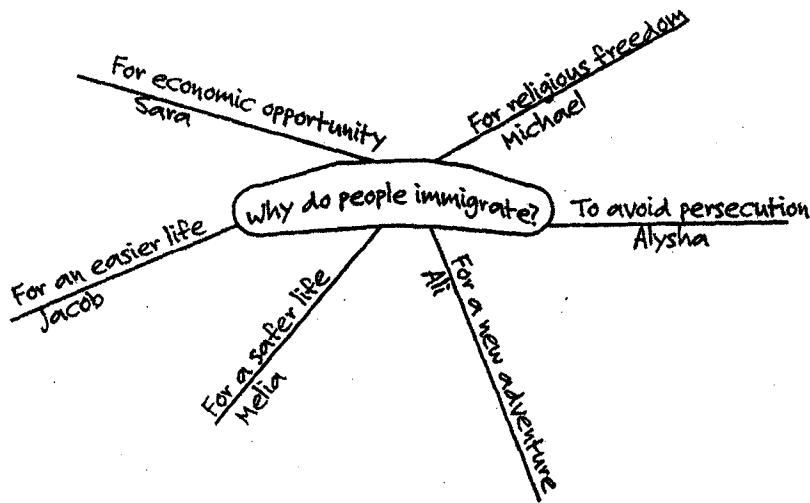 For economic opportunity
Sara
For religious freedom
Michael
Why do people immigrate?
To avoid persecution
Alysha
For an easier life
Jacob
For a safer life
Melia
For a new adventure
Ali